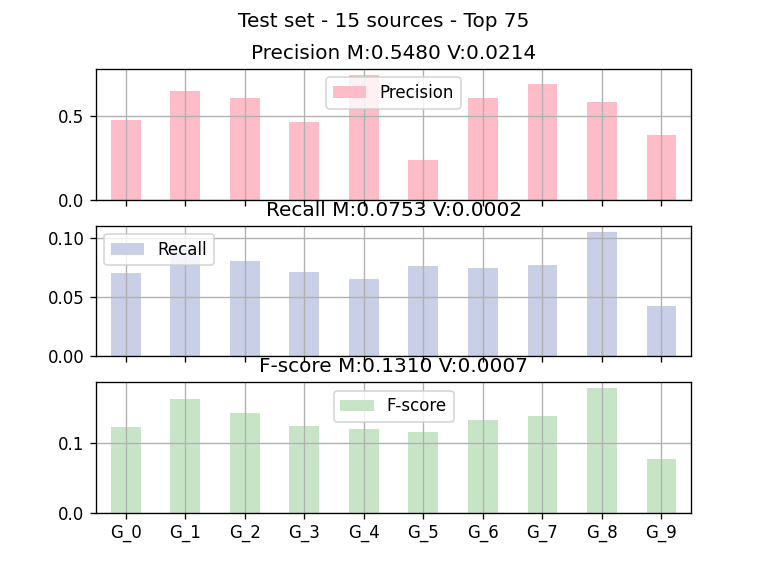 Test set - 15 sources - Top 75
Precision M:0.5480 V:0.0214
Precision
0.5
0.0
Recall M:0.0753 V:0.0002
0.10
Recall
0.05
0.00
F-score M:0.1310 V:0.0007
F-score
0.1
0.0
G_0 G_1 G_2 G_3 G_4 G_5 G_6 G_7 G_8 G_9